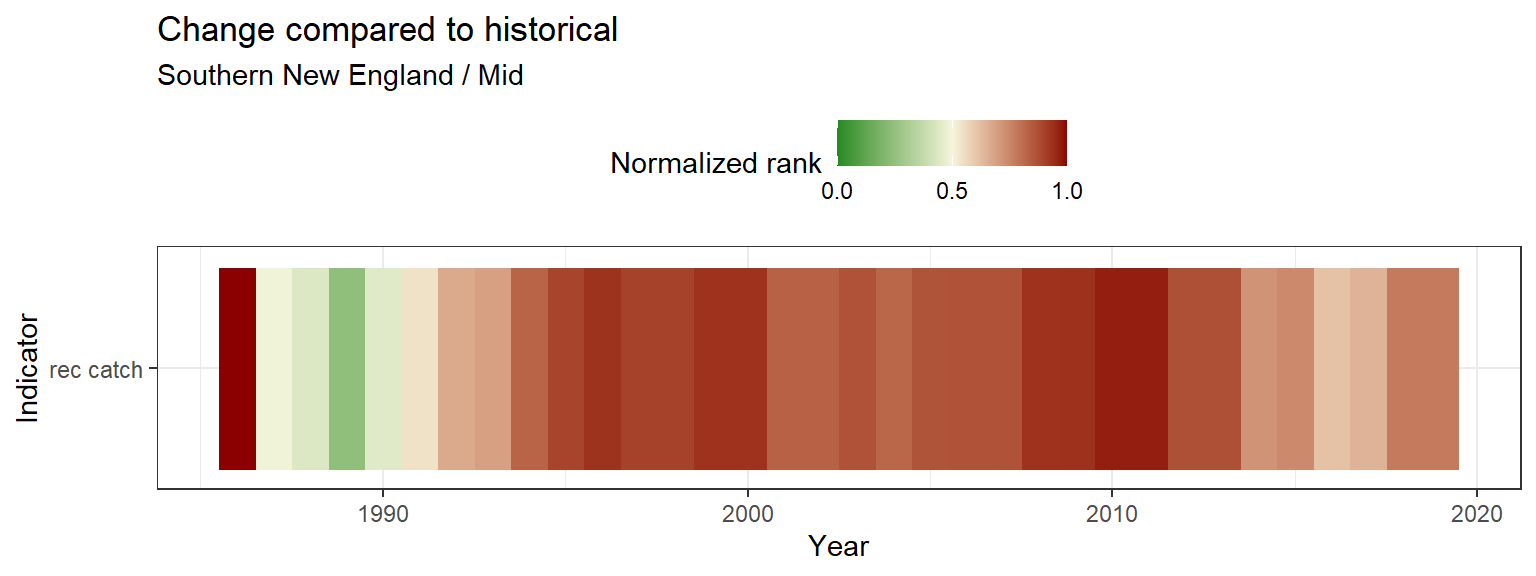 Change compared to historical
Southern New England / Mid
Normalized rank
0.0 0.5 1.0
Indicator
rec catch
1990 2000 2010 2020
Year